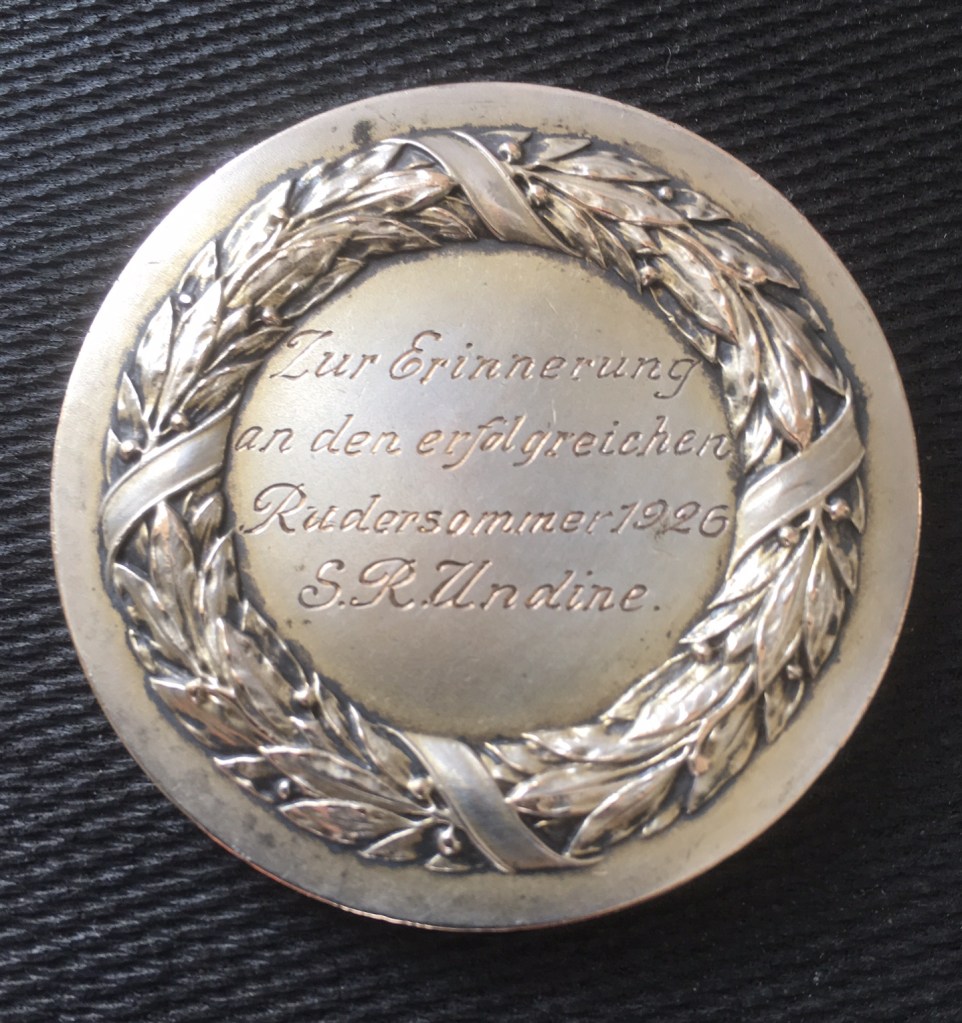 Zur Erinnerung
an den erfolgreichen
Rudersommer 1926
S.R. Undine.